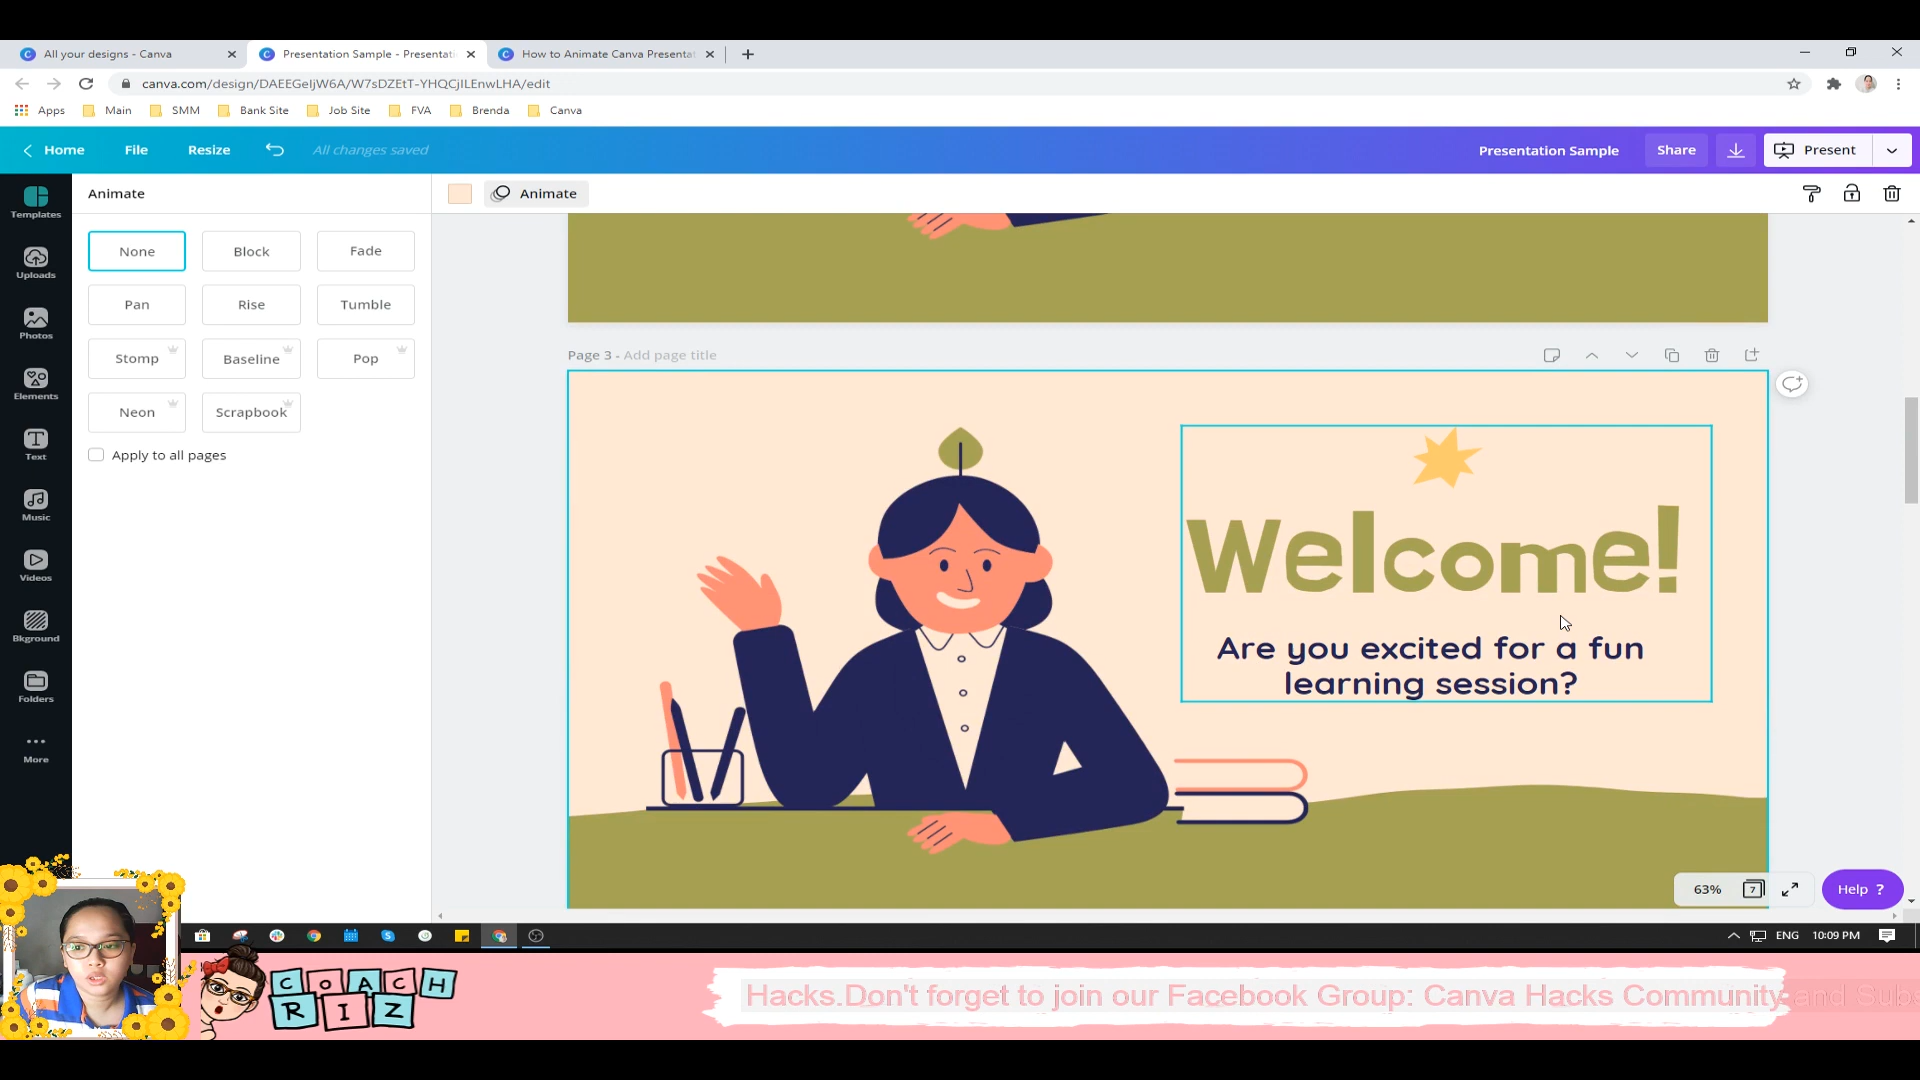 All your designs - Canva
Presentation Sample - Presentati
How to Animate Canva Presentat
canva.com/design/DAEEGeIjW6A/W7sDZEtT-YHQCjILEnwLHA/edit
Apps Main SMM Bank Site Job Site FVA Brenda Canva
Home File Resize All changes saved Presentation Sample Share Present
Animate
Animate
Templates
Uploads
Photos
Elements
Text
Music
Videos
Bkground
Folders
More
None Block Fade
Pan Rise Tumble
Stomp Baseline Pop
Neon Scrapbook
Apply to all pages
Page 3 - Add page title
Welcome!
Are you excited for a fun
learning session?
63% 7 Help ?
ENG 10:09 PM
COACH
RIZ
Hacks.Don't forget to join our Facebook Group: Canva Hacks Community and Subs